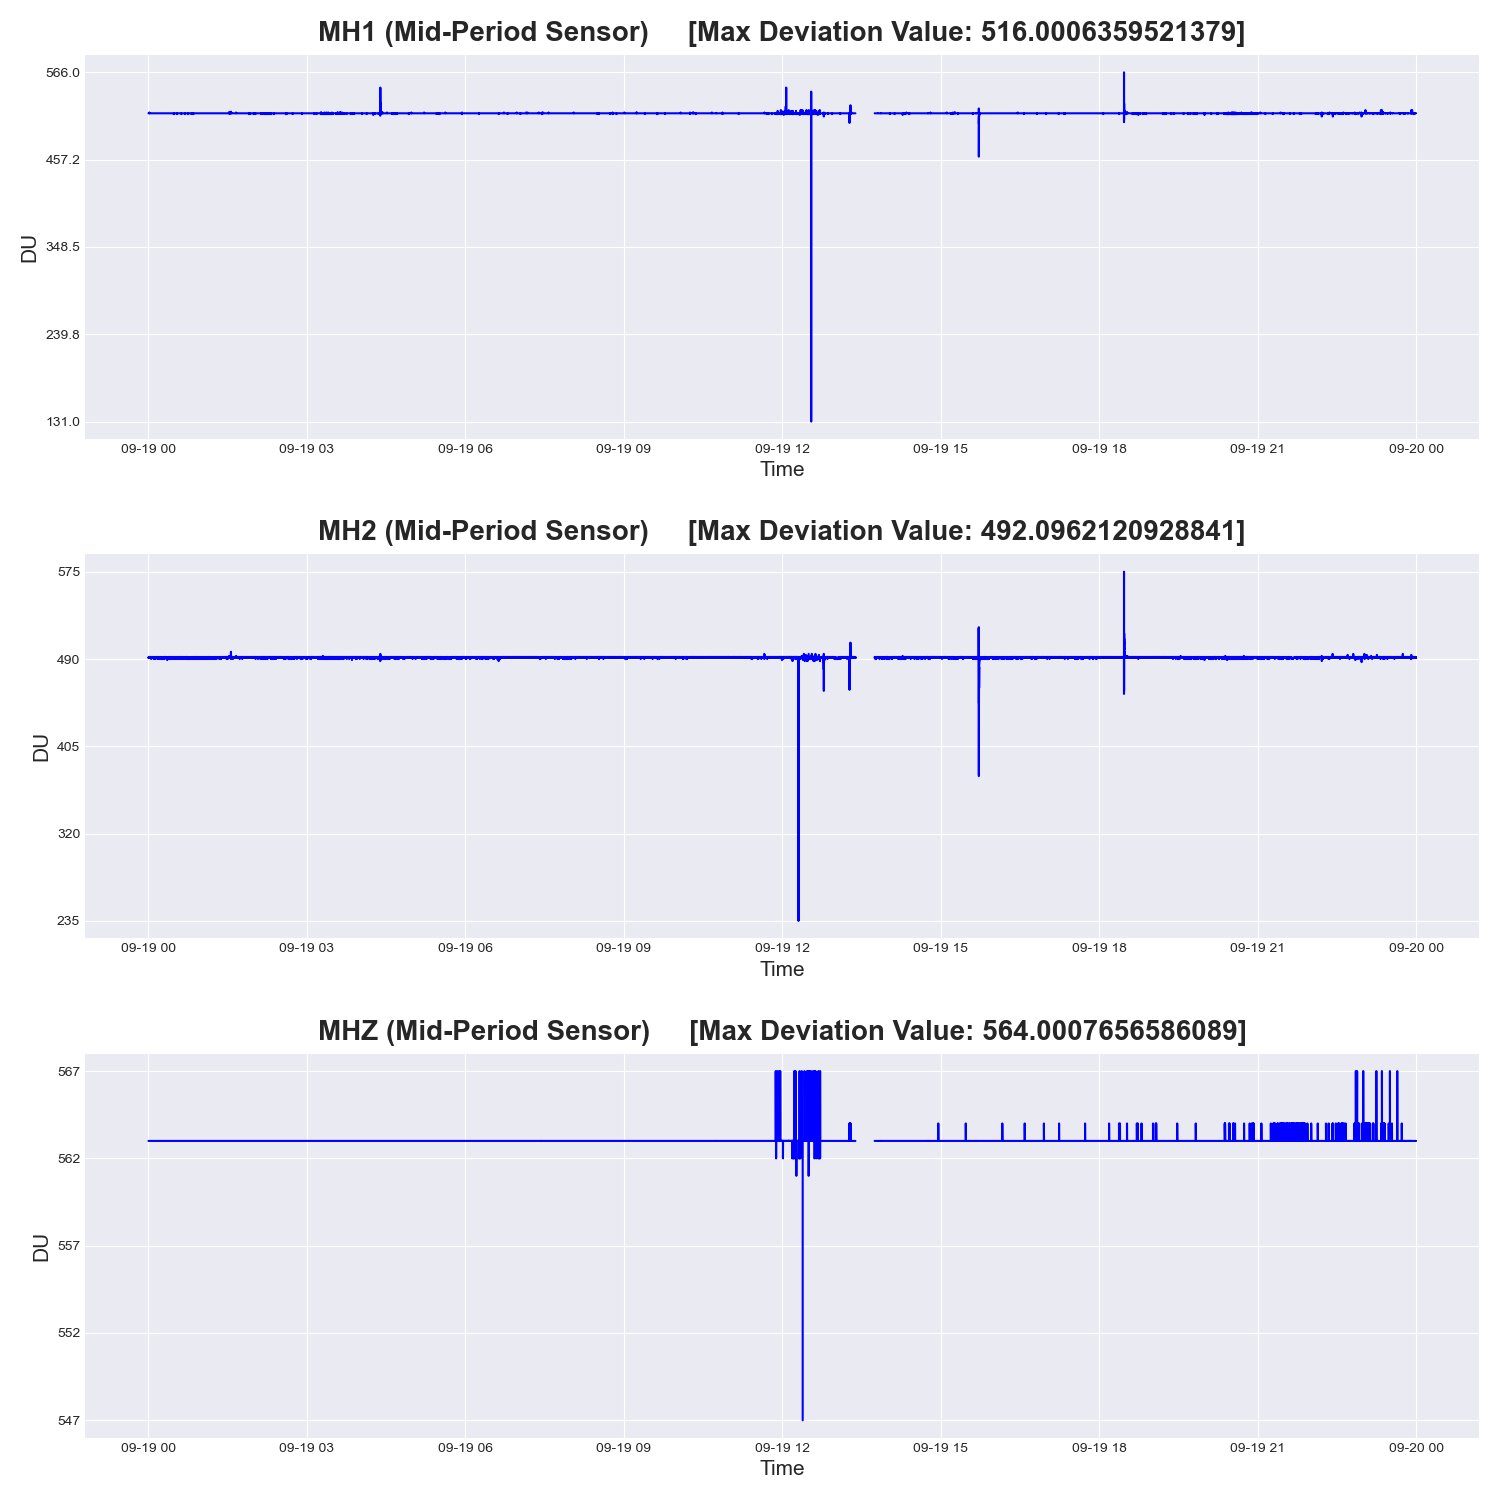 MH1 (Mid-Period Sensor) [Max Deviation Value: 516.0006359521379]
566.0
457.2
348.5
239.8
131.0
DU
09-19 00 09-19 03 09-19 06 09-19 09 09-19 12 09-19 15 09-19 18 09-19 21 09-20 00
Time
MH2 (Mid-Period Sensor) [Max Deviation Value: 492.0962120928841]
575
490
405
320
235
DU
09-19 00 09-19 03 09-19 06 09-19 09 09-19 12 09-19 15 09-19 18 09-19 21 09-20 00
Time
MHZ (Mid-Period Sensor) [Max Deviation Value: 564.0007656586089]
567
562
557
552
547
DU
09-19 00 09-19 03 09-19 06 09-19 09 09-19 12 09-19 15 09-19 18 09-19 21 09-20 00
Time